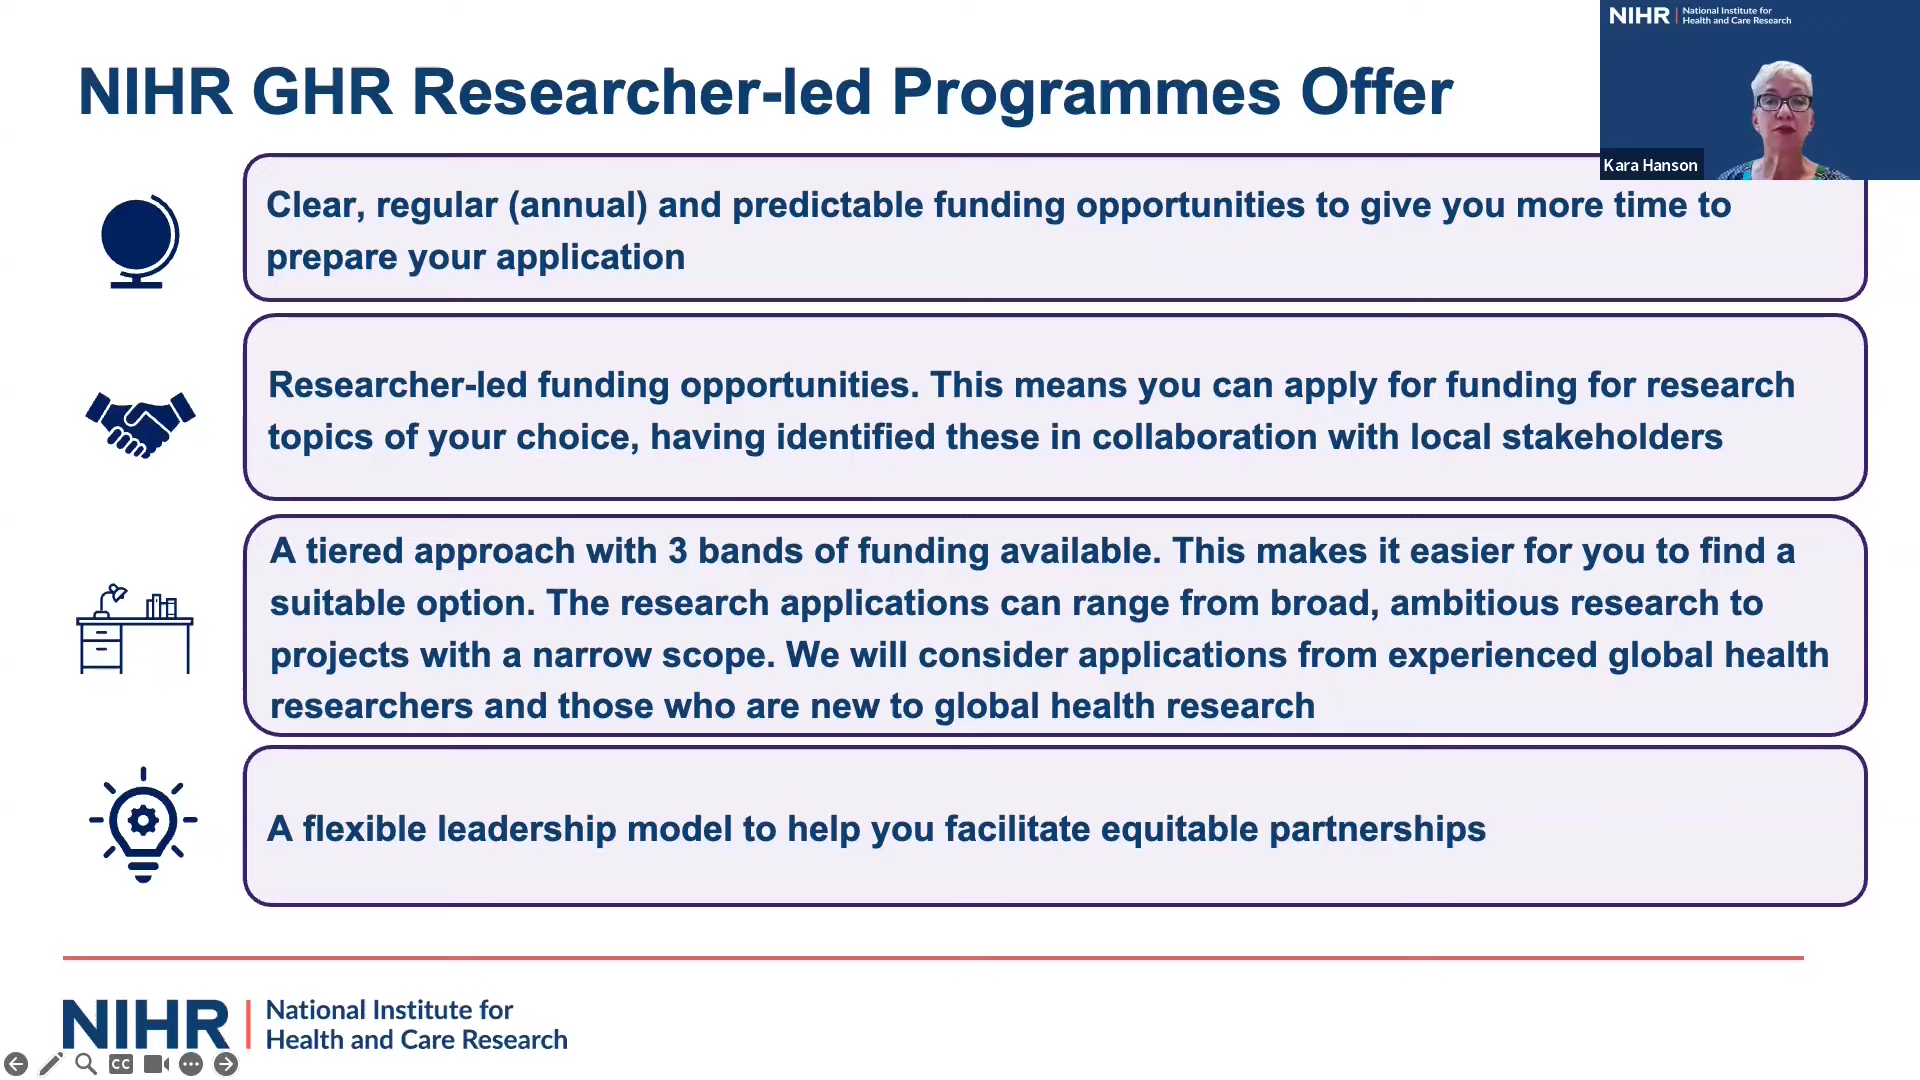 NIHR GHR Researcher-led Programmes Offer
NIHR | National Institute for
Health and Care Research
Kara Hanson
Clear, regular (annual) and predictable funding opportunities to give you more time to
prepare your application
Researcher-led funding opportunities. This means you can apply for funding for research
topics of your choice, having identified these in collaboration with local stakeholders
A tiered approach with 3 bands of funding available. This makes it easier for you to find a
suitable option. The research applications can range from broad, ambitious research to
projects with a narrow scope. We will consider applications from experienced global health
researchers and those who are new to global health research
A flexible leadership model to help you facilitate equitable partnerships
NIHR | National Institute for
Health and Care Research
CC